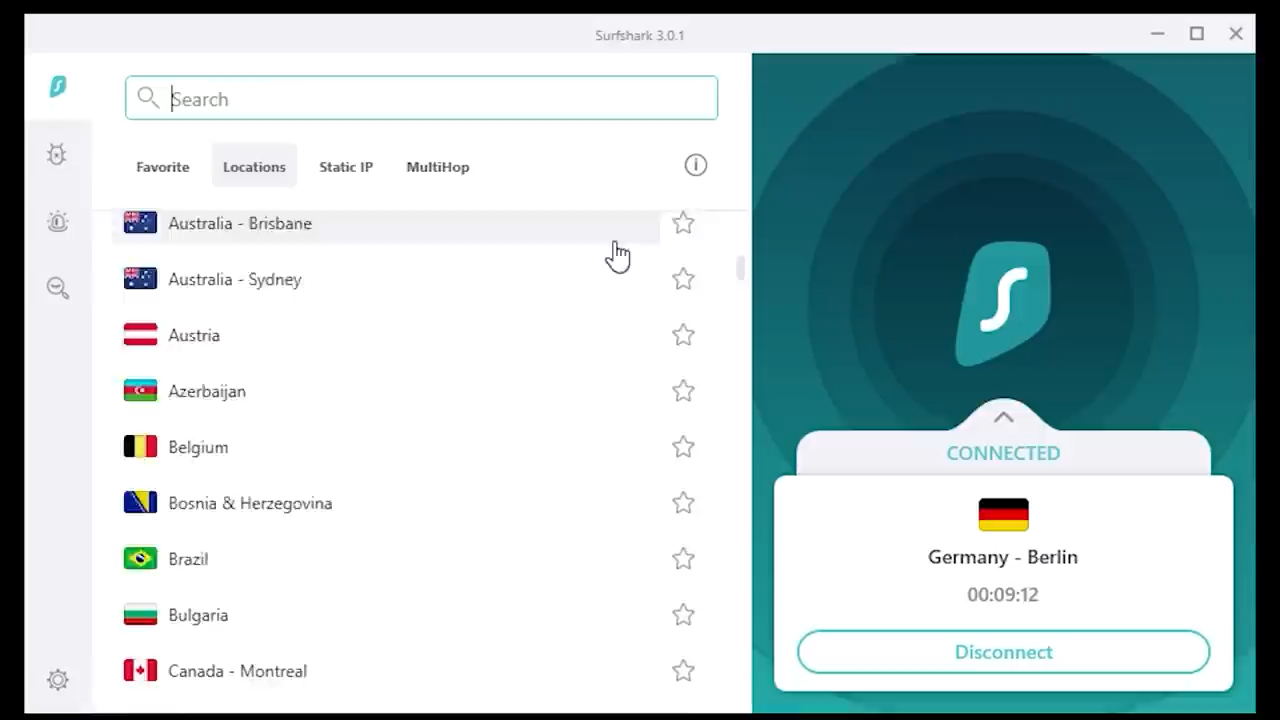 Surfshark 3.0.1
Search
Favorite
Locations
Static IP
MultiHop
Australia - Brisbane
Australia - Sydney
Austria
Azerbaijan
Belgium
Bosnia & Herzegovina
Brazil
Bulgaria
Canada - Montreal
CONNECTED
Germany - Berlin
00:09:12
Disconnect